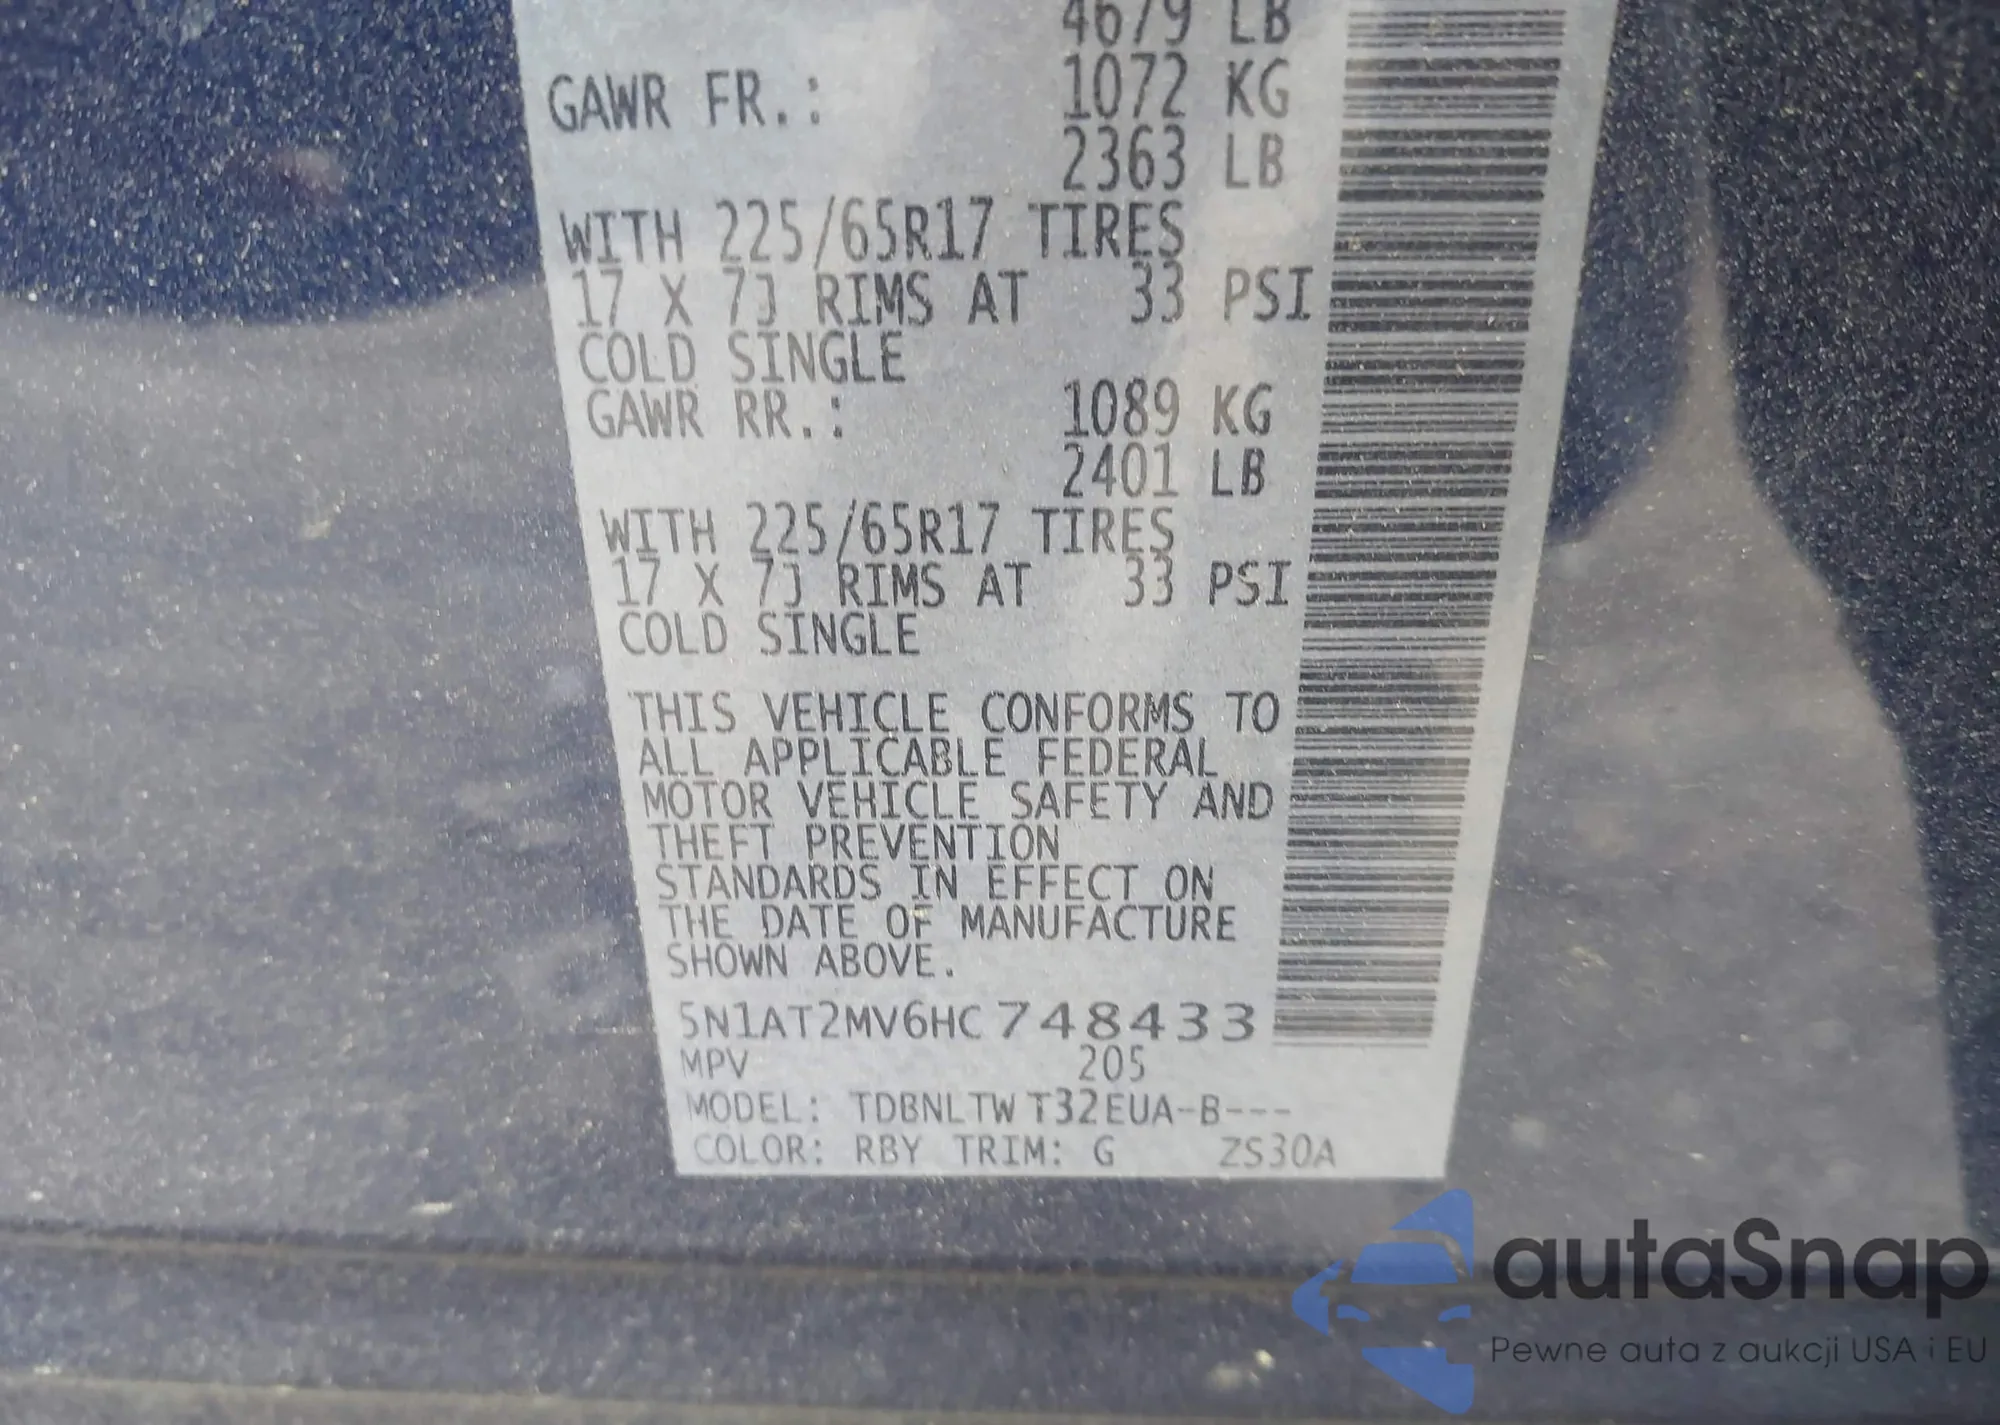 4679 LB
GAWR FR.: 1072 KG
2363 LB
WITH 225/65R17 TIRES
17 X 7J RIMS AT 33 PSI
COLD SINGLE
GAWR RR.: 1089 KG
2401 LB
WITH 225/65R17 TIRES
17 X 7J RIMS AT 33 PSI
COLD SINGLE
THIS VEHICLE CONFORMS TO
ALL APPLICABLE FEDERAL
MOTOR VEHICLE SAFETY AND
THEFT PREVENTION
STANDARDS IN EFFECT ON
THE DATE OF MANUFACTURE
SHOWN ABOVE.
5N1AT2MV6HC748433
MPV 205
MODEL: TDBNLTWT32EUA-B---
COLOR: RBY TRIM: G ZS30A
autaSnap
Pewne auta z aukcji USA i EU